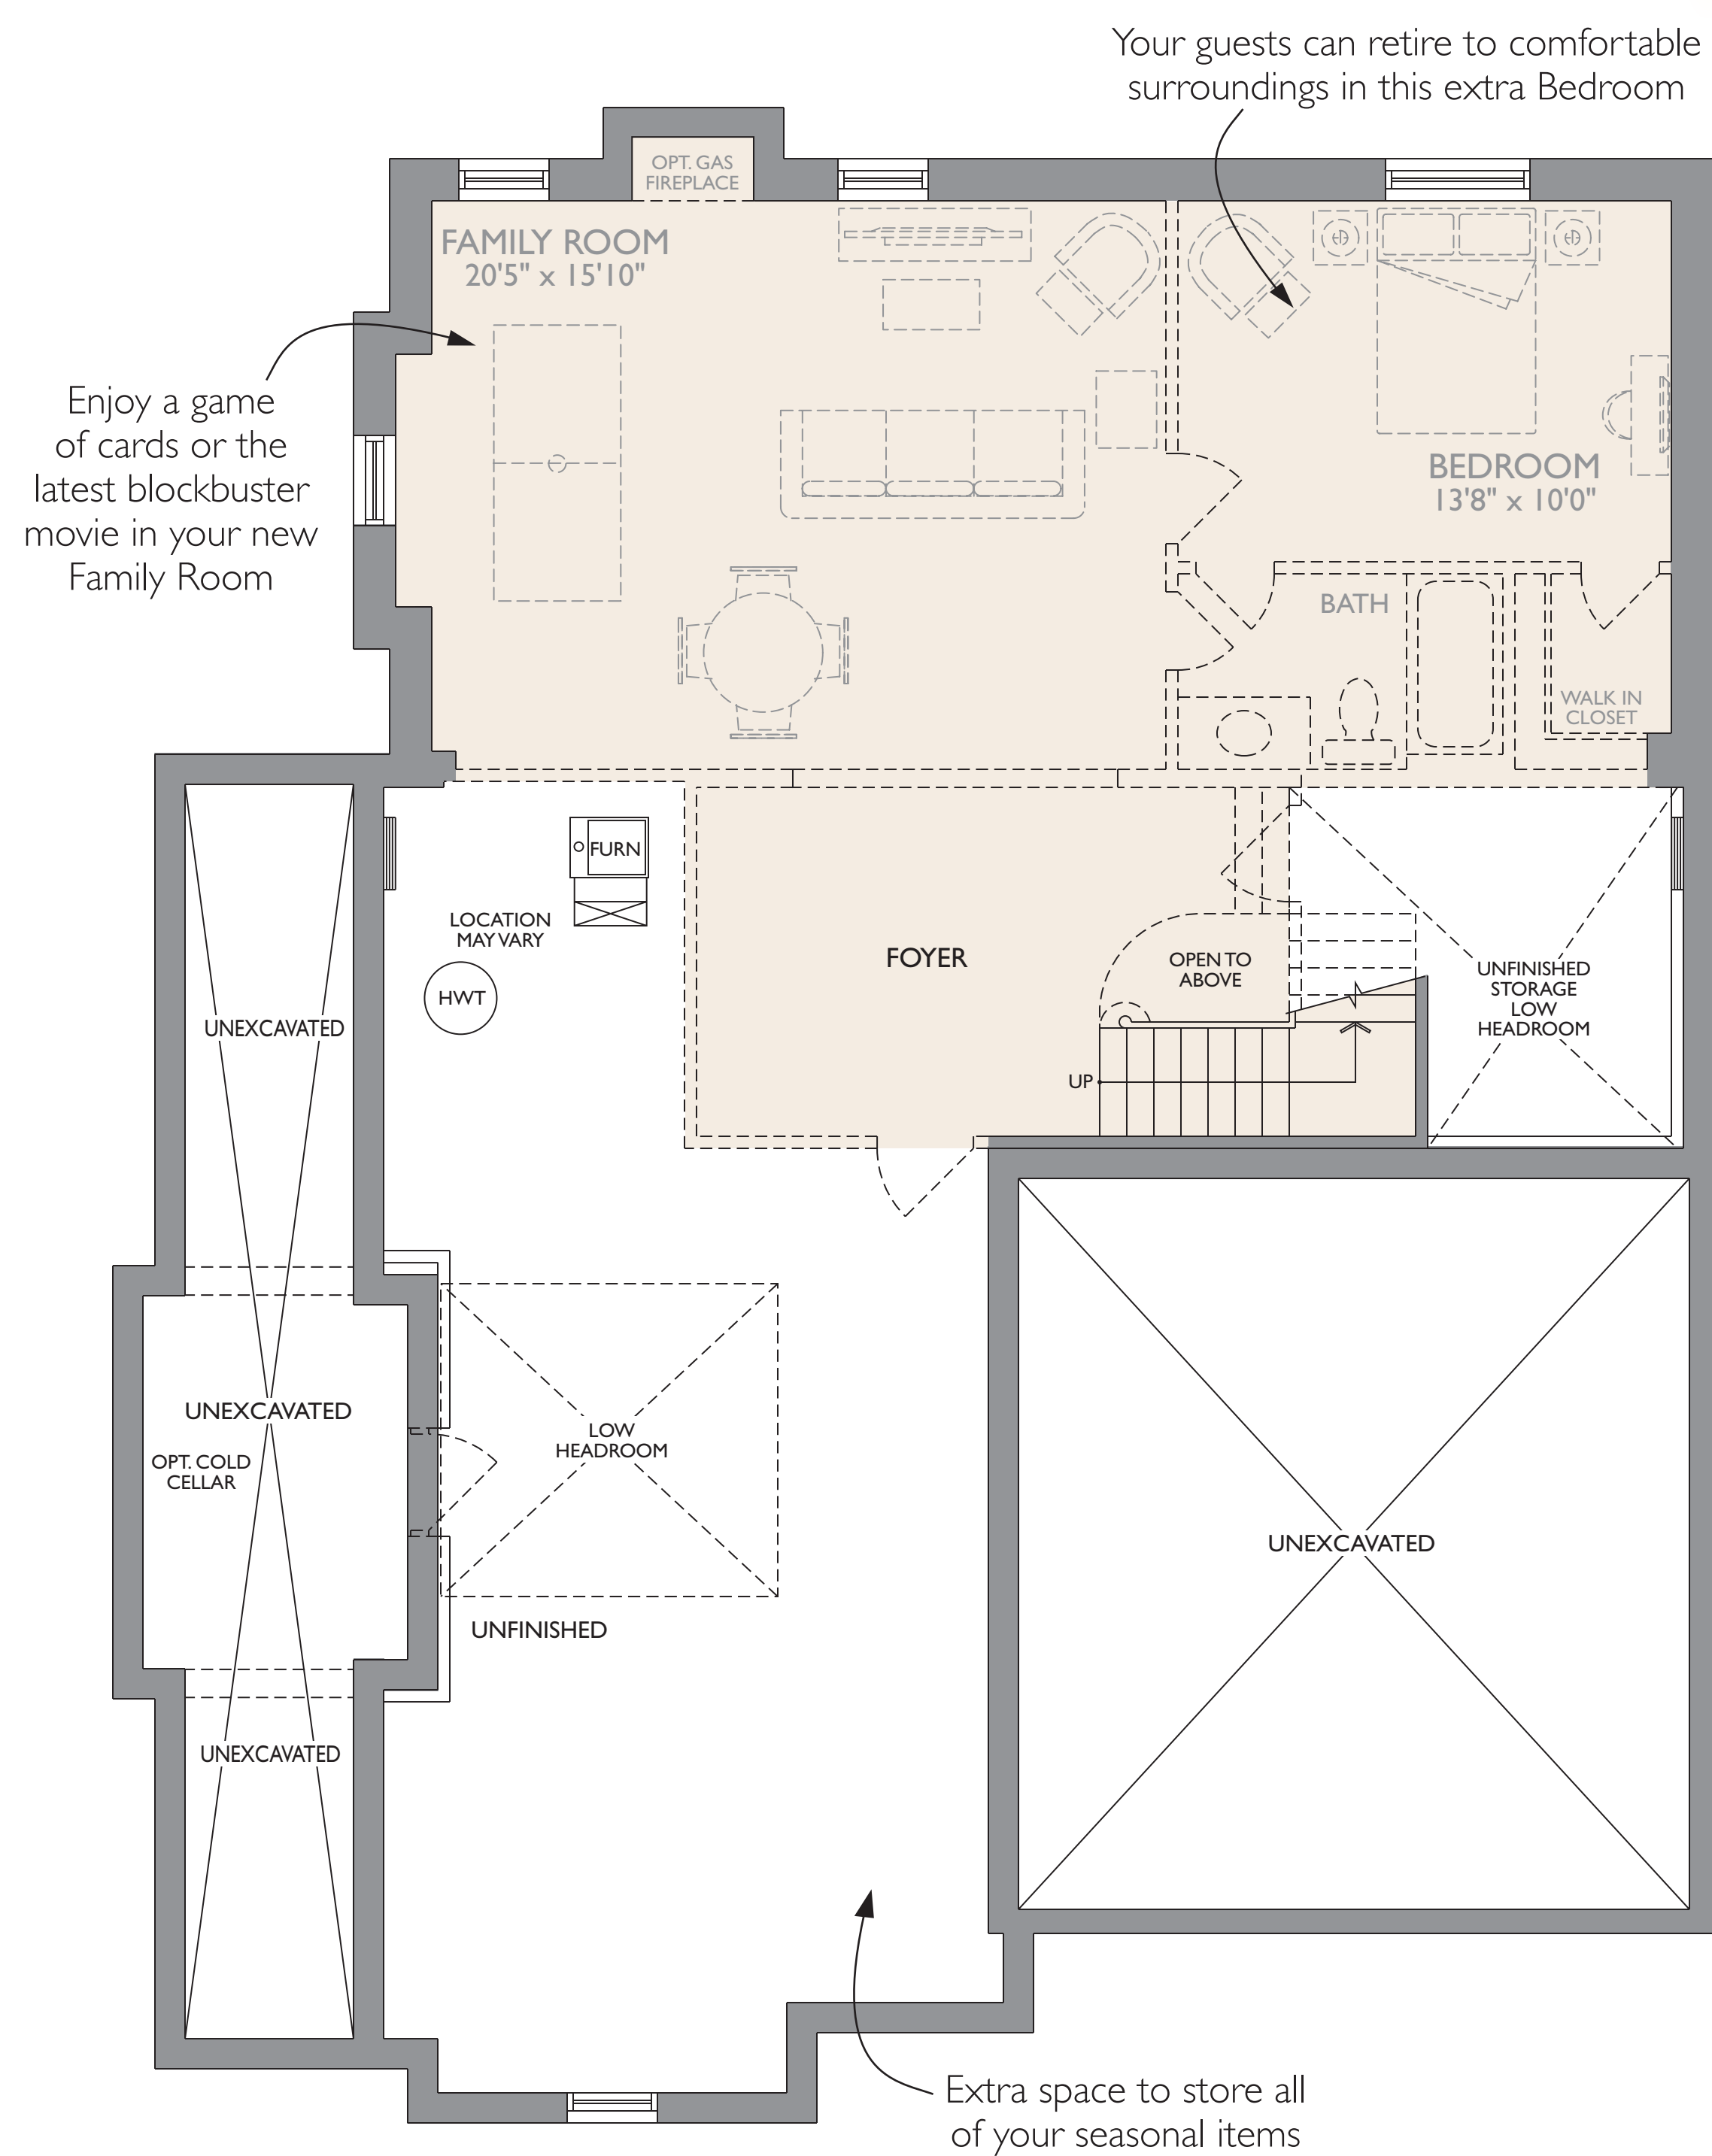 Your guests can retire to comfortable
surroundings in this extra Bedroom
OPT. GAS
FIREPLACE
FAMILY ROOM
20'5" x 15'10"
Enjoy a game
of cards or the
latest blockbuster
movie in your new
Family Room
BEDROOM
13'8" x 10'0"
BATH
WALK IN
CLOSET
FURN
LOCATION
MAY VARY
HWT
FOYER
OPEN TO
ABOVE
UP
UNFINISHED
STORAGE
LOW
HEADROOM
UNEXCAVATED
UNEXCAVATED
OPT. COLD
CELLAR
LOW
HEADROOM
UNEXCAVATED
UNFINISHED
UNEXCAVATED
Extra space to store all
of your seasonal items